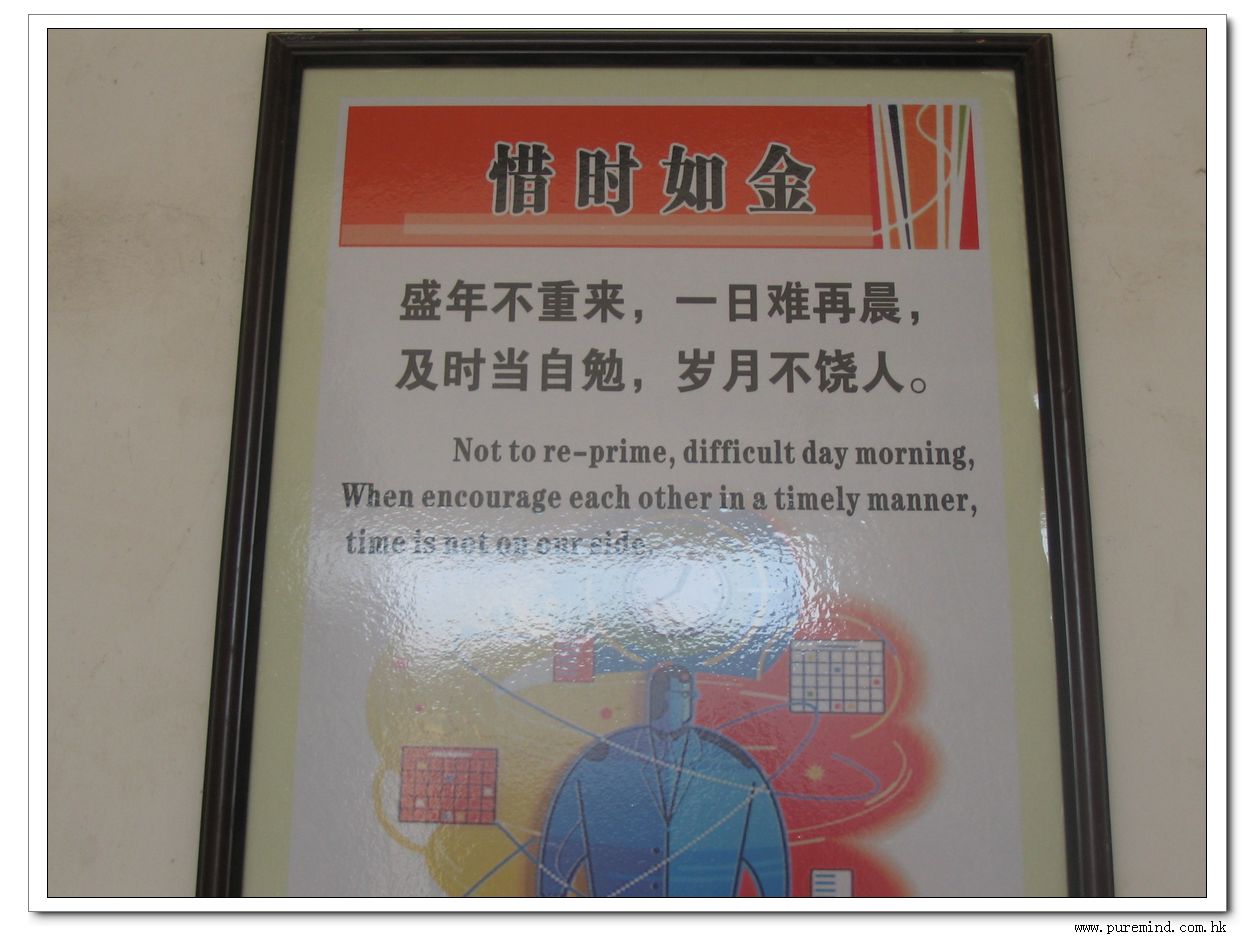 惜时如金
盛年不重来，一日难再晨，
及时当自勉，岁月不饶人。
Not to re-prime, difficult day morning,
When encourage each other in a timely manner,
time is not on our side.
www.puremind.com.hk